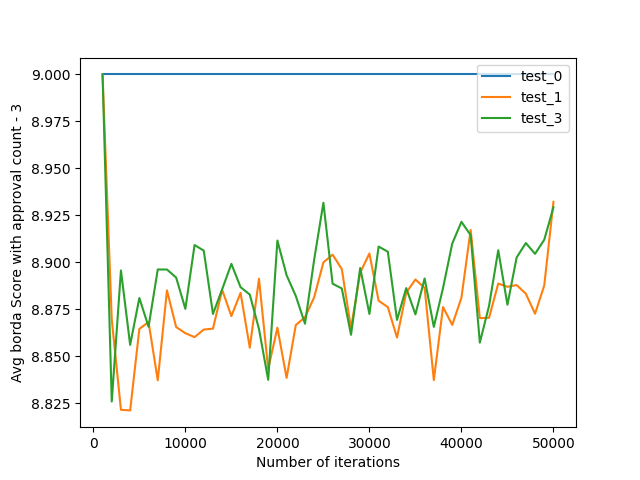 9.000
8.975
8.950
8.925
8.900
8.875
8.850
8.825
Avg borda Score with approval count - 3
test_0
test_1
test_3
0
10000
20000
30000
40000
50000
Number of iterations